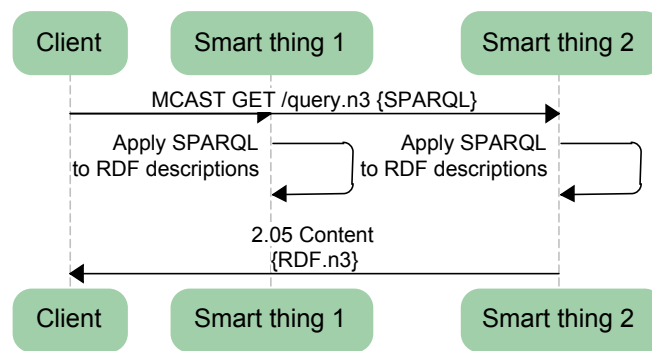 Client
Smart thing 1
Smart thing 2
MCAST GET /query.n3 {SPARQL}
Apply SPARQL
to RDF descriptions
Apply SPARQL
to RDF descriptions
2.05 Content
{RDF.n3}
Client
Smart thing 1
Smart thing 2